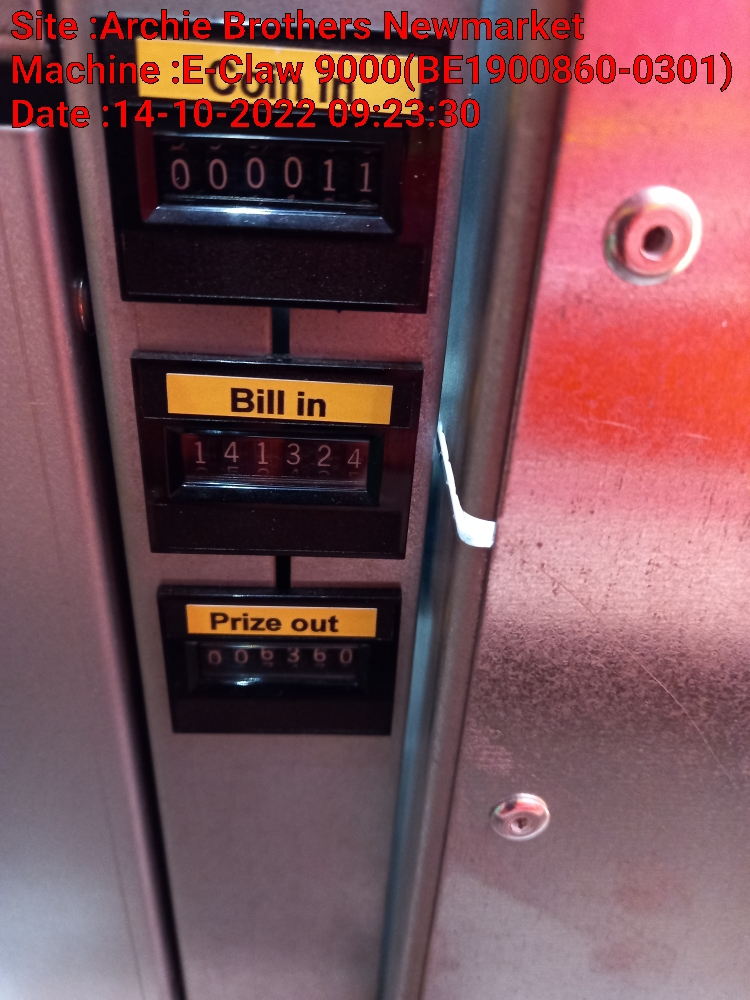 Site :Archie Brothers Newmarket
Machine :E-Claw 9000(BE1900860-0301)
Date :14-10-2022 09:23:30
Coin in
000011
Bill in
141324
Prize out
006360